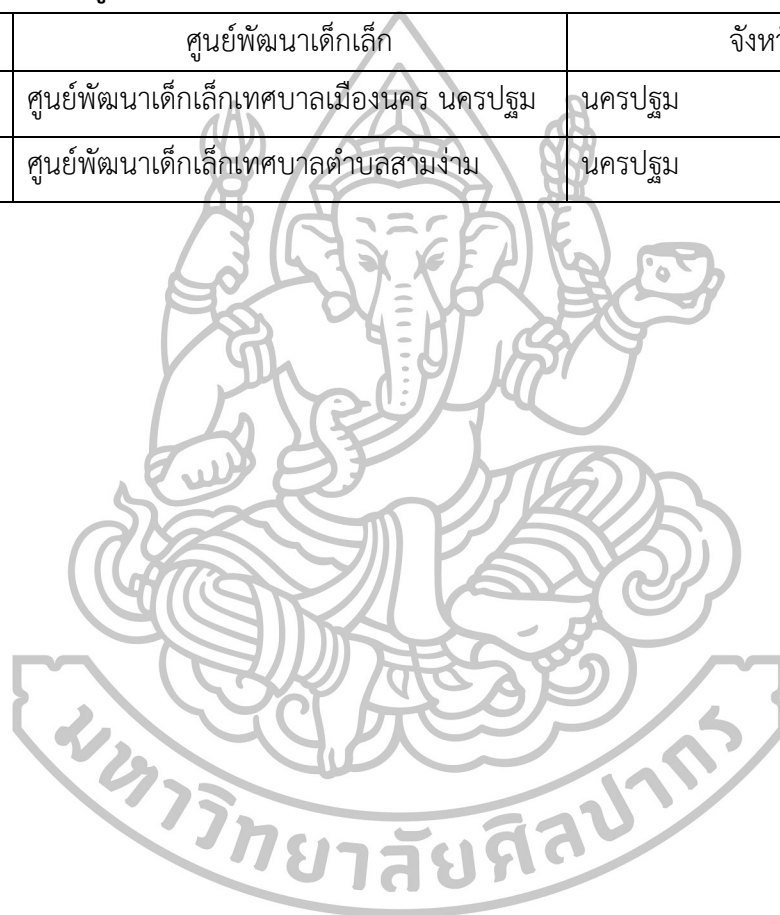 ศูนย์พัฒนาเด็กเล็ก
ศูนย์พัฒนาเด็กเล็กเทศบาลเมืองนคร นครปฐม นครปฐม
ศูนย์พัฒนาเด็กเล็กเทศบาลตำบลสามง่าม นครปฐม
มหาวิทยาลัยศิลปากร